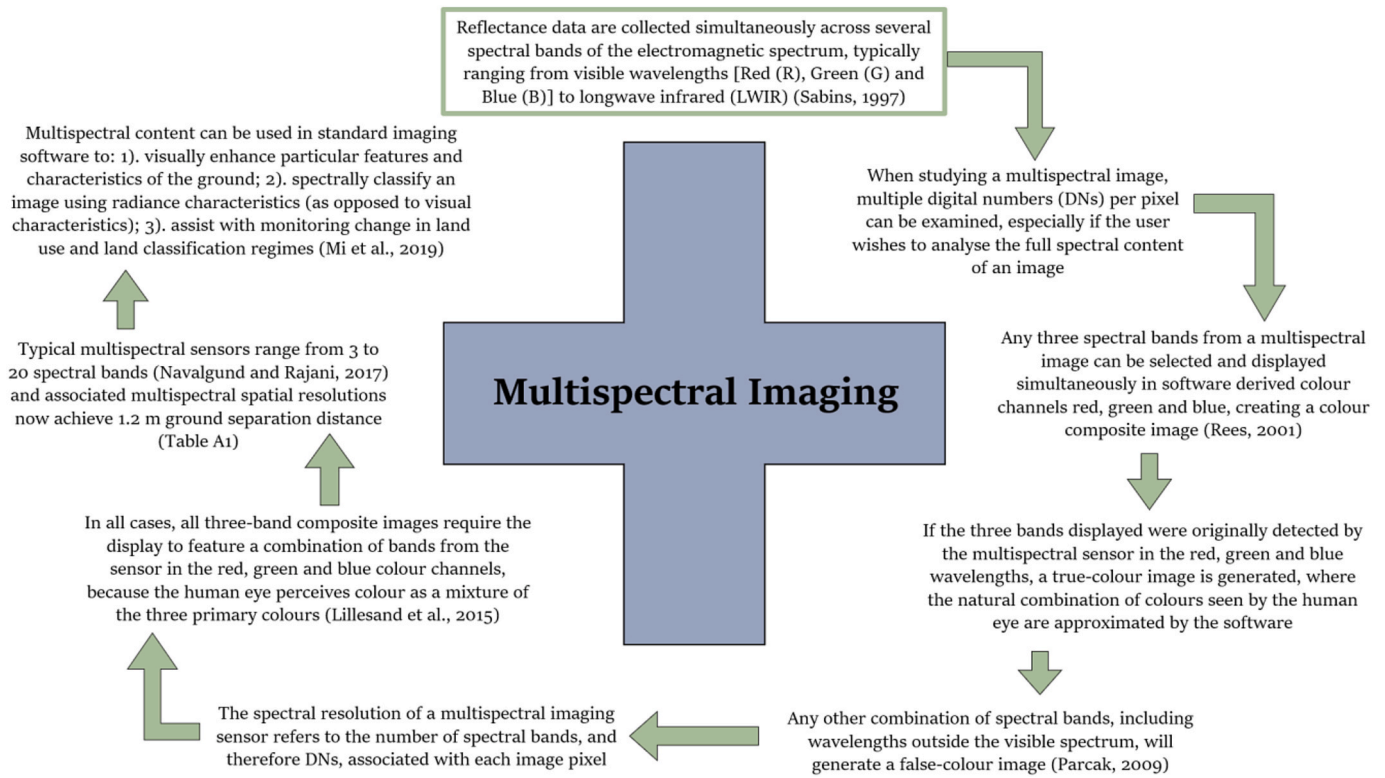 Reflectance data are collected simultaneously across several
spectral bands of the electromagnetic spectrum, typically
ranging from visible wavelengths [Red (R), Green (G) and
Blue (B)] to longwave infrared (LWIR) (Sabins, 1997)
When studying a multispectral image,
multiple digital numbers (DNs) per pixel
can be examined, especially if the user
wishes to analyse the full spectral content
of an image
Any three spectral bands from a multispectral
image can be selected and displayed
simultaneously in software derived colour
channels red, green and blue, creating a colour
composite image (Rees, 2001)
If the three bands displayed were originally detected by
the multispectral sensor in the red, green and blue
wavelengths, a true-colour image is generated, where
the natural combination of colours seen by the human
eye are approximated by the software
Any other combination of spectral bands, including
wavelengths outside the visible spectrum, will
generate a false-colour image (Parcak, 2009)
The spectral resolution of a multispectral imaging
sensor refers to the number of spectral bands, and
therefore DNs, associated with each image pixel
In all cases, all three-band composite images require the
display to feature a combination of bands from the
sensor in the red, green and blue colour channels,
because the human eye perceives colour as a mixture of
the three primary colours (Lillesand et al., 2015)
Typical multispectral sensors range from 3 to
20 spectral bands (Navalgund and Rajani, 2017)
and associated multispectral spatial resolutions
now achieve 1.2 m ground separation distance
(Table A1)
Multispectral content can be used in standard imaging
software to: 1). visually enhance particular features and
characteristics of the ground; 2). spectrally classify an
image using radiance characteristics (as opposed to visual
characteristics); 3). assist with monitoring change in land
use and land classification regimes (Mi et al., 2019)
Multispectral Imaging